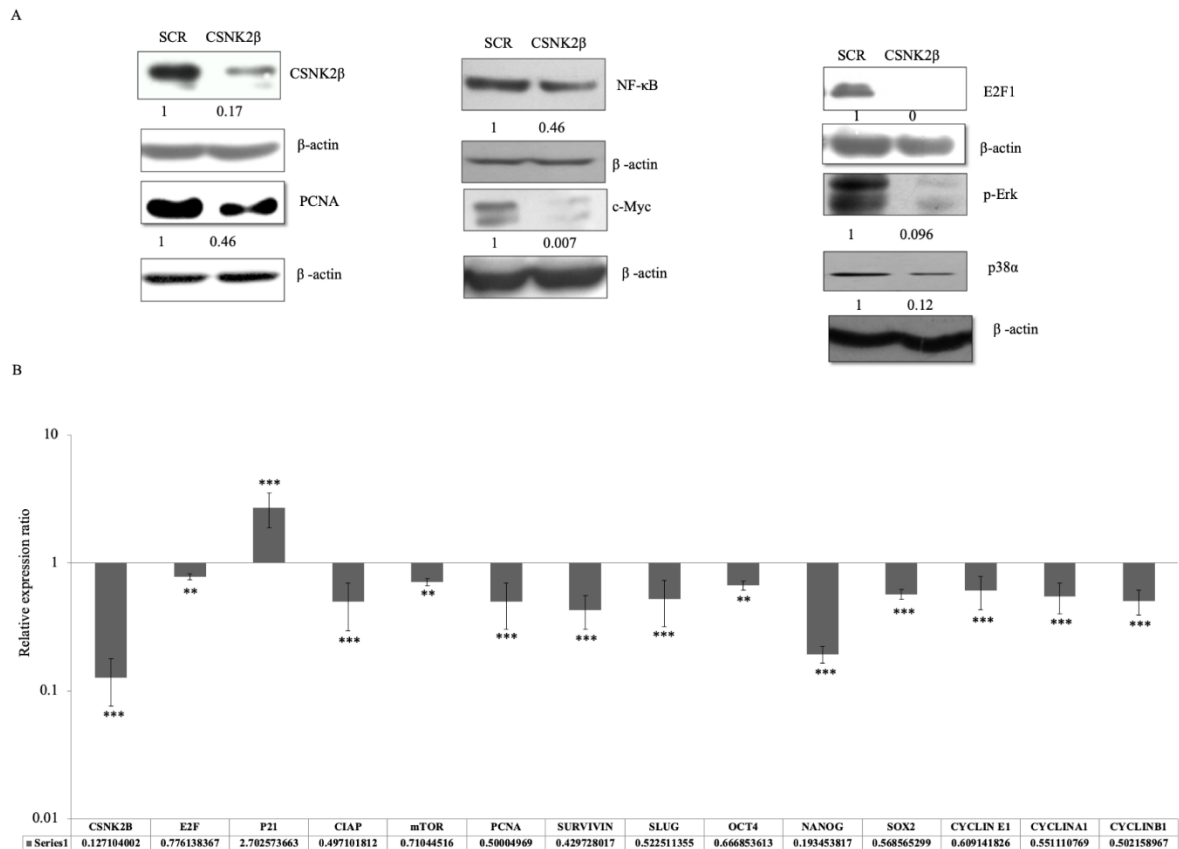 A
SCR CSNK2β
CSNK2β
1 0.17
β-actin
PCNA
1 0.46
β -actin
SCR CSNK2β
NF-κB
1 0.46
β -actin
c-Myc
1 0.007
β -actin
SCR CSNK2β
E2F1
1 0
β-actin
p-Erk
1 0.096
p38α
1 0.12
β -actin
B
Relative expression ratio
10
1
0.1
0.01
***
**
***
***
**
***
***
***
**
***
***
***
***
***
CSNK2B E2F P21 CIAP mTOR PCNA SURVIVIN SLUG OCT4 NANOG SOX2 CYCLIN E1 CYCLINA1 CYCLINB1
Series1 0.127104002 0.776138367 2.702573663 0.497101812 0.71044516 0.50004969 0.429728017 0.522511355 0.666853613 0.193453817 0.568565299 0.609141826 0.551110769 0.502158967